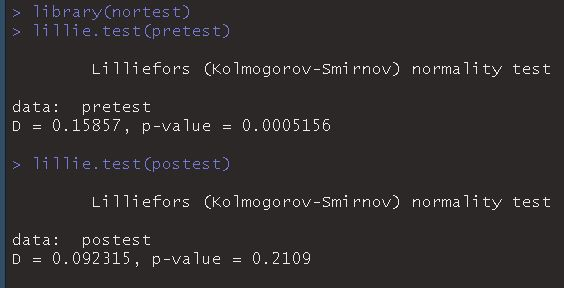 > library(nortest)
> lillie.test(pretest)
Lilliefors (Kolmogorov-Smirnov) normality test
data:  pretest
D = 0.15857, p-value = 0.0005156
> lillie.test(postest)
Lilliefors (Kolmogorov-Smirnov) normality test
data:  postest
D = 0.092315, p-value = 0.2109